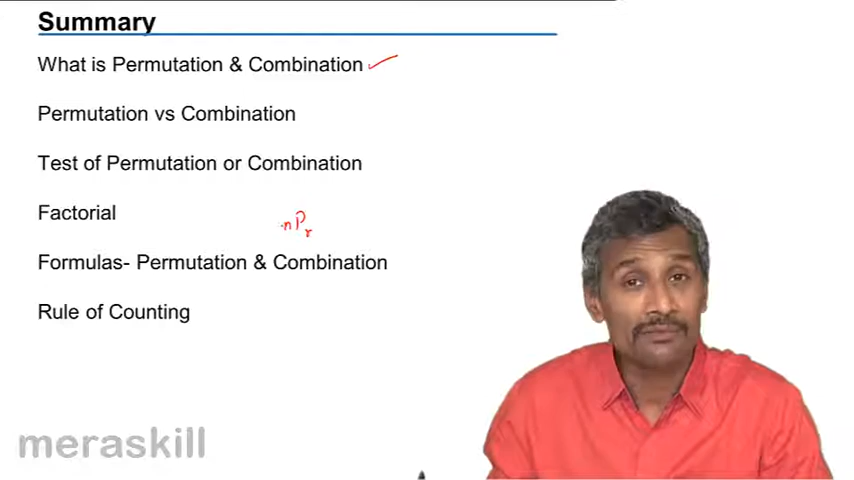 Summary
What is Permutation & Combination
Permutation vs Combination
Test of Permutation or Combination
Factorial
nPr
Formulas- Permutation & Combination
Rule of Counting
meraskill